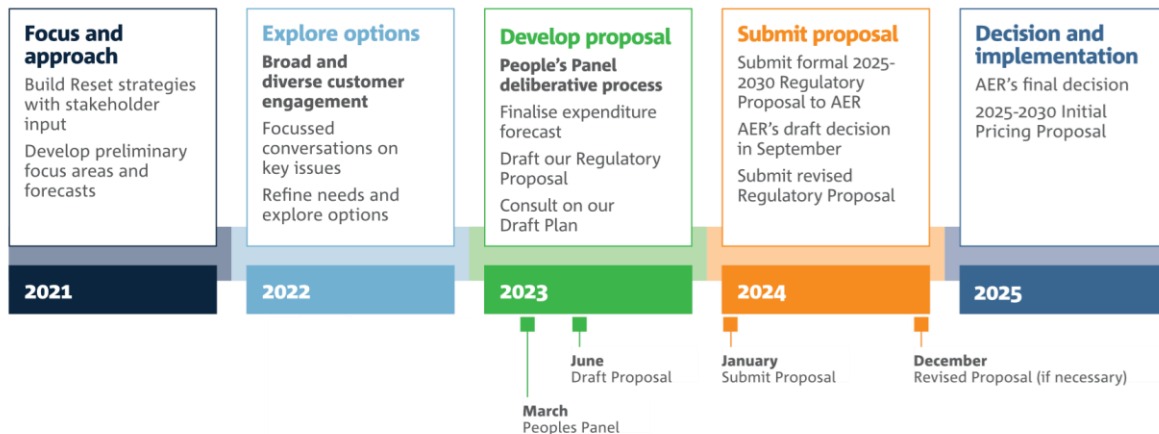 Focus and
approach
Build Reset strategies
with stakeholder
input
Develop preliminary
focus areas and
forecasts
2021
Explore options
Broad and
diverse customer
engagement
Focussed
conversations on
key issues
Refine needs and
explore options
2022
Develop proposal
People's Panel
deliberative process
Finalise expenditure
forecast
Draft our Regulatory
Proposal
Consult on our
Draft Plan
2023
Submit proposal
Submit formal 2025-
2030 Regulatory
Proposal to AER
AER's draft decision
in September
Submit revised
Regulatory Proposal
2024
Decision and
implementation
AER's final decision
2025-2030 Initial
Pricing Proposal
2025
March
Peoples Panel
June
Draft Proposal
January
Submit Proposal
December
Revised Proposal (if necessary)